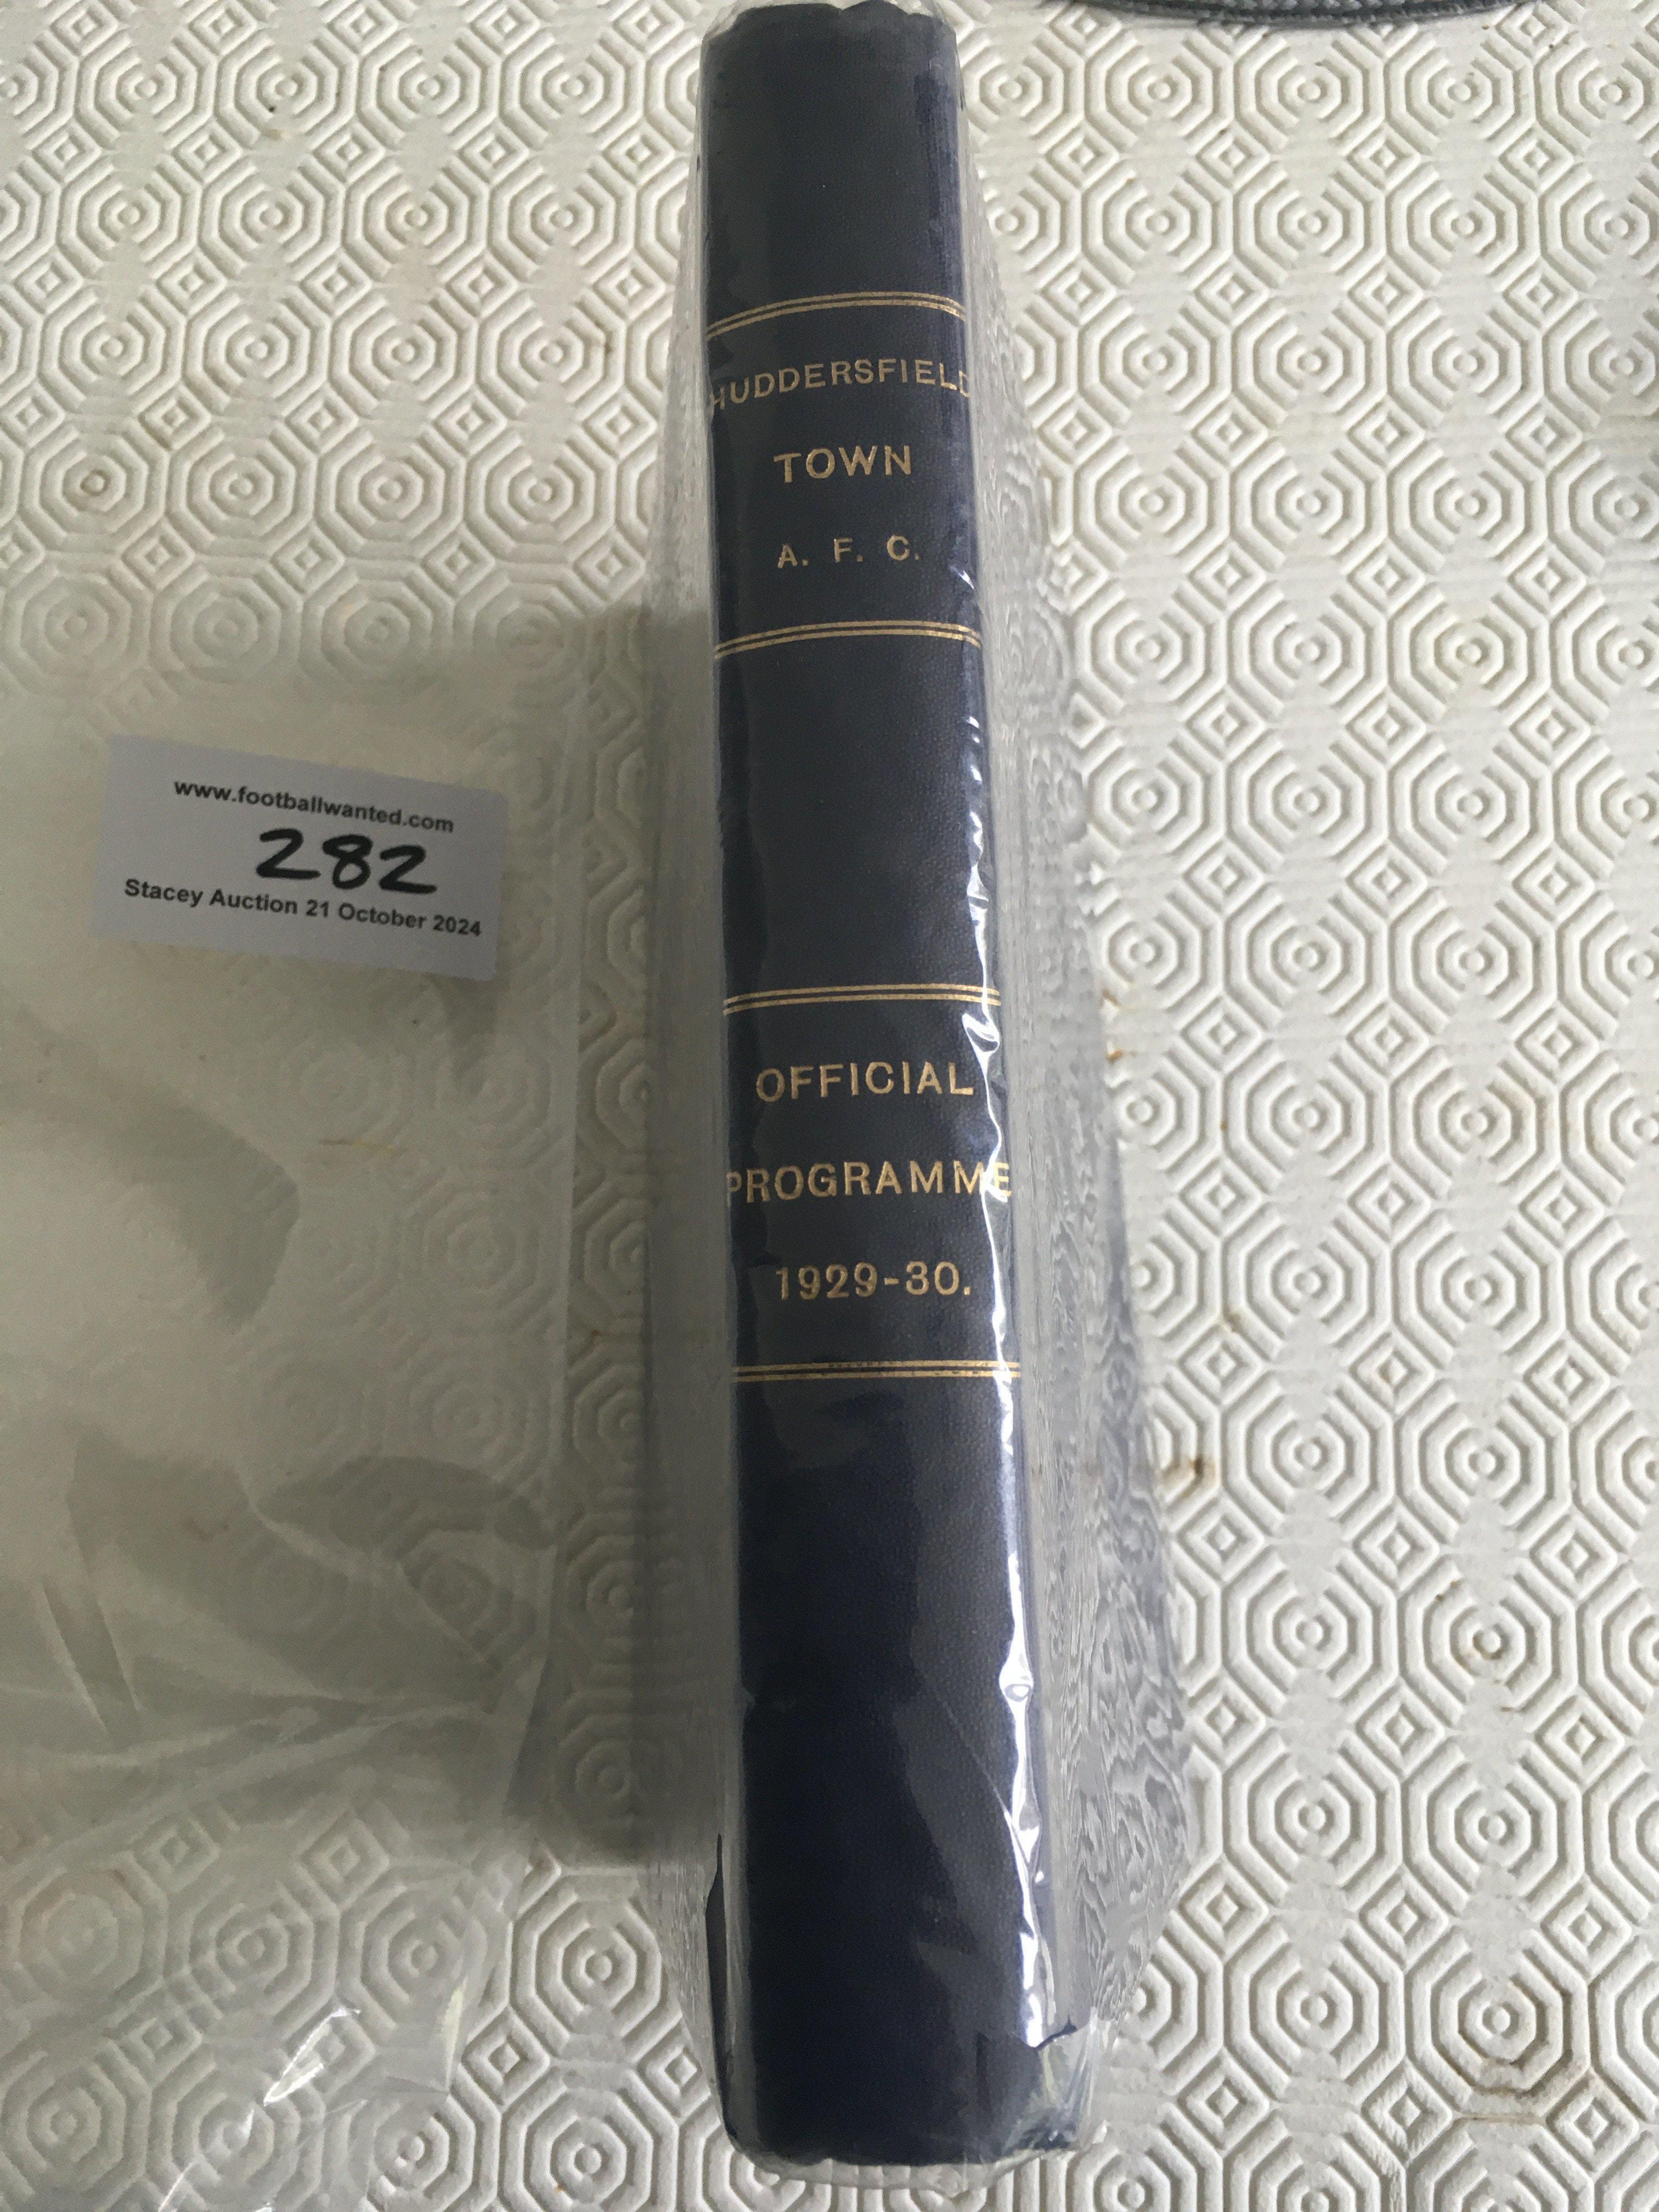 HUDDERSFIELD
TOWN
A. F. C.
OFFICIAL
PROGRAMME
1929-30.
www.footballwanted.com
282
Stacey Auction 21 October 2024